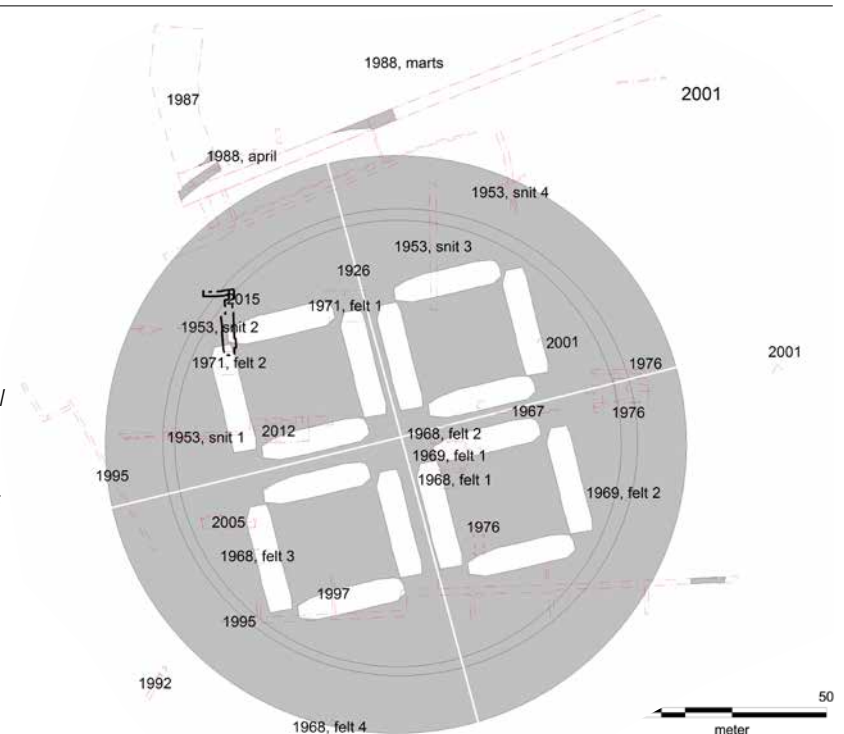 1988, marts
1987
2001
1988, april
1953, snit 4
1953, snit 3
1926
2015
1971, felt 1
1953, snit 2
2001
2001
1971, felt 2
1976
1967
1976
2012
1953, snit 1
1968, felt 2
1969, felt 1
1995
1968, felt 1
1969, felt 2
2005
1976
1968, felt 3
1997
1995
1992
50
1968, felt 4
meter